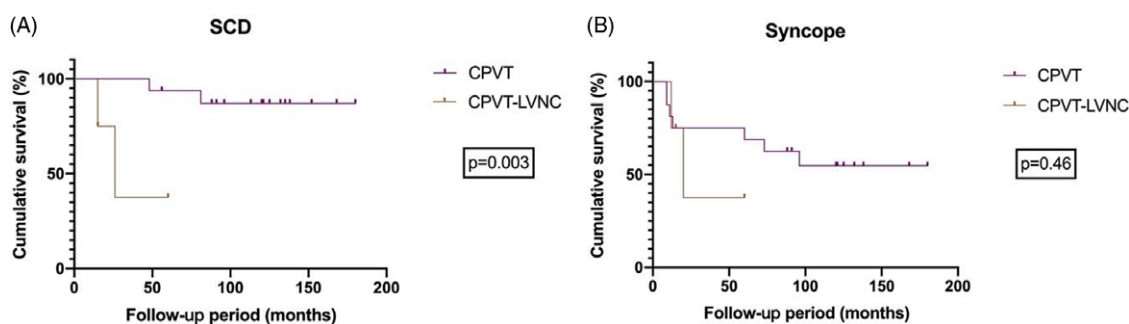 (A)
SCD
Cumulative survival (%)
100
50
0
0 50 100 150 200
Follow-up period (months)
CPVT
CPVT-LVNC
p=0.003
(B)
Syncope
Cumulative survival (%)
100
50
0
0 50 100 150 200
Follow-up period (months)
CPVT
CPVT-LVNC
p=0.46